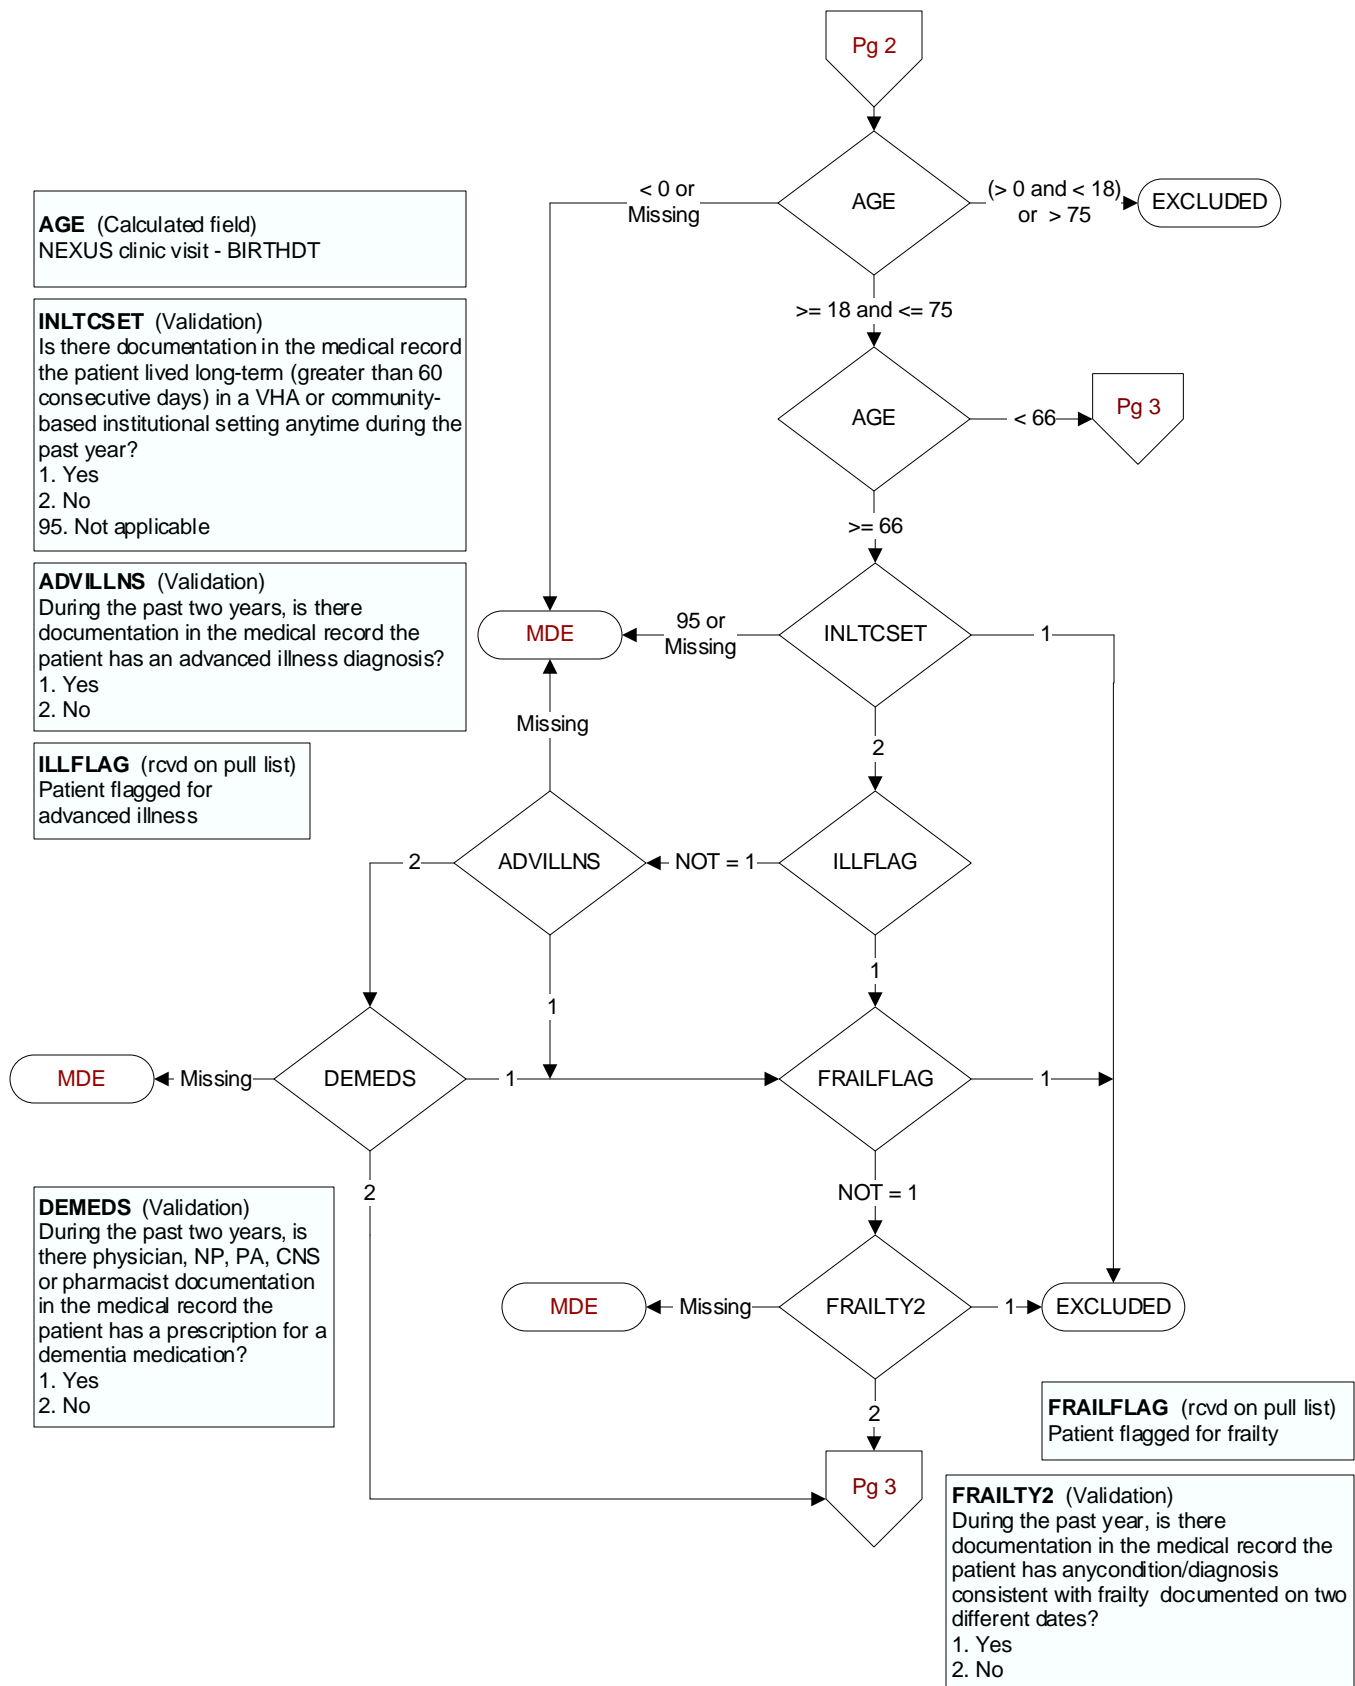 Pg 2
AGE
< 0 or
Missing
(> 0 and < 18)
or > 75
EXCLUDED
AGE (Calculated field)
NEXUS clinic visit - BIRTHDT
>= 18 and <= 75
INLTCSET (Validation)
Is there documentation in the medical record
the patient lived long-term (greater than 60
consecutive days) in a VHA or community-
based institutional setting anytime during the
past year?
1. Yes
2. No
95. Not applicable
AGE
< 66
Pg 3
>= 66
ADVILLNS (Validation)
During the past two years, is there
documentation in the medical record the
patient has an advanced illness diagnosis?
1. Yes
2. No
MDE
95 or
Missing
INLTCSET
1
Missing
2
ILLFLAG (rcvd on pull list)
Patient flagged for
advanced illness
2
ADVILLNS
NOT = 1
ILLFLAG
1
1
MDE
Missing
DEMEDS
1
FRAILFLAG
1
2
NOT = 1
DEMEDS (Validation)
During the past two years, is
there physician, NP, PA, CNS
or pharmacist documentation
in the medical record the
patient has a prescription for a
dementia medication?
1. Yes
2. No
MDE
Missing
FRAILTY2
1
EXCLUDED
2
FRAILFLAG (rcvd on pull list)
Patient flagged for frailty
Pg 3
FRAILTY2 (Validation)
During the past year, is there
documentation in the medical record the
patient has anycondition/diagnosis
consistent with frailty documented on two
different dates?
1. Yes
2. No